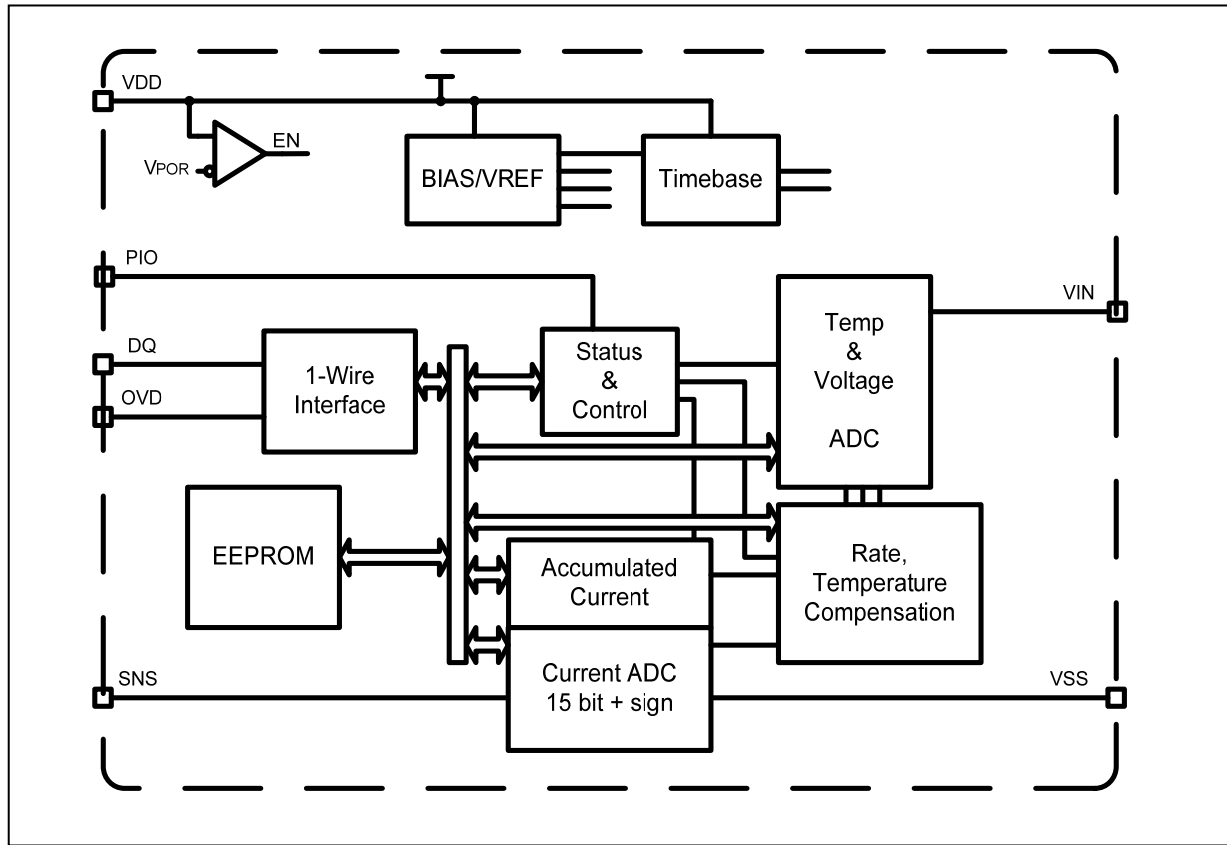 VDD
EN
VPOR
BIAS/VREF
Timebase
PIO
VIN
DQ
OVD
1-Wire
Interface
Status
&
Control
Temp
&
Voltage
ADC
EEPROM
Accumulated
Current
Rate,
Temperature
Compensation
SNS
Current ADC
15 bit + sign
VSS